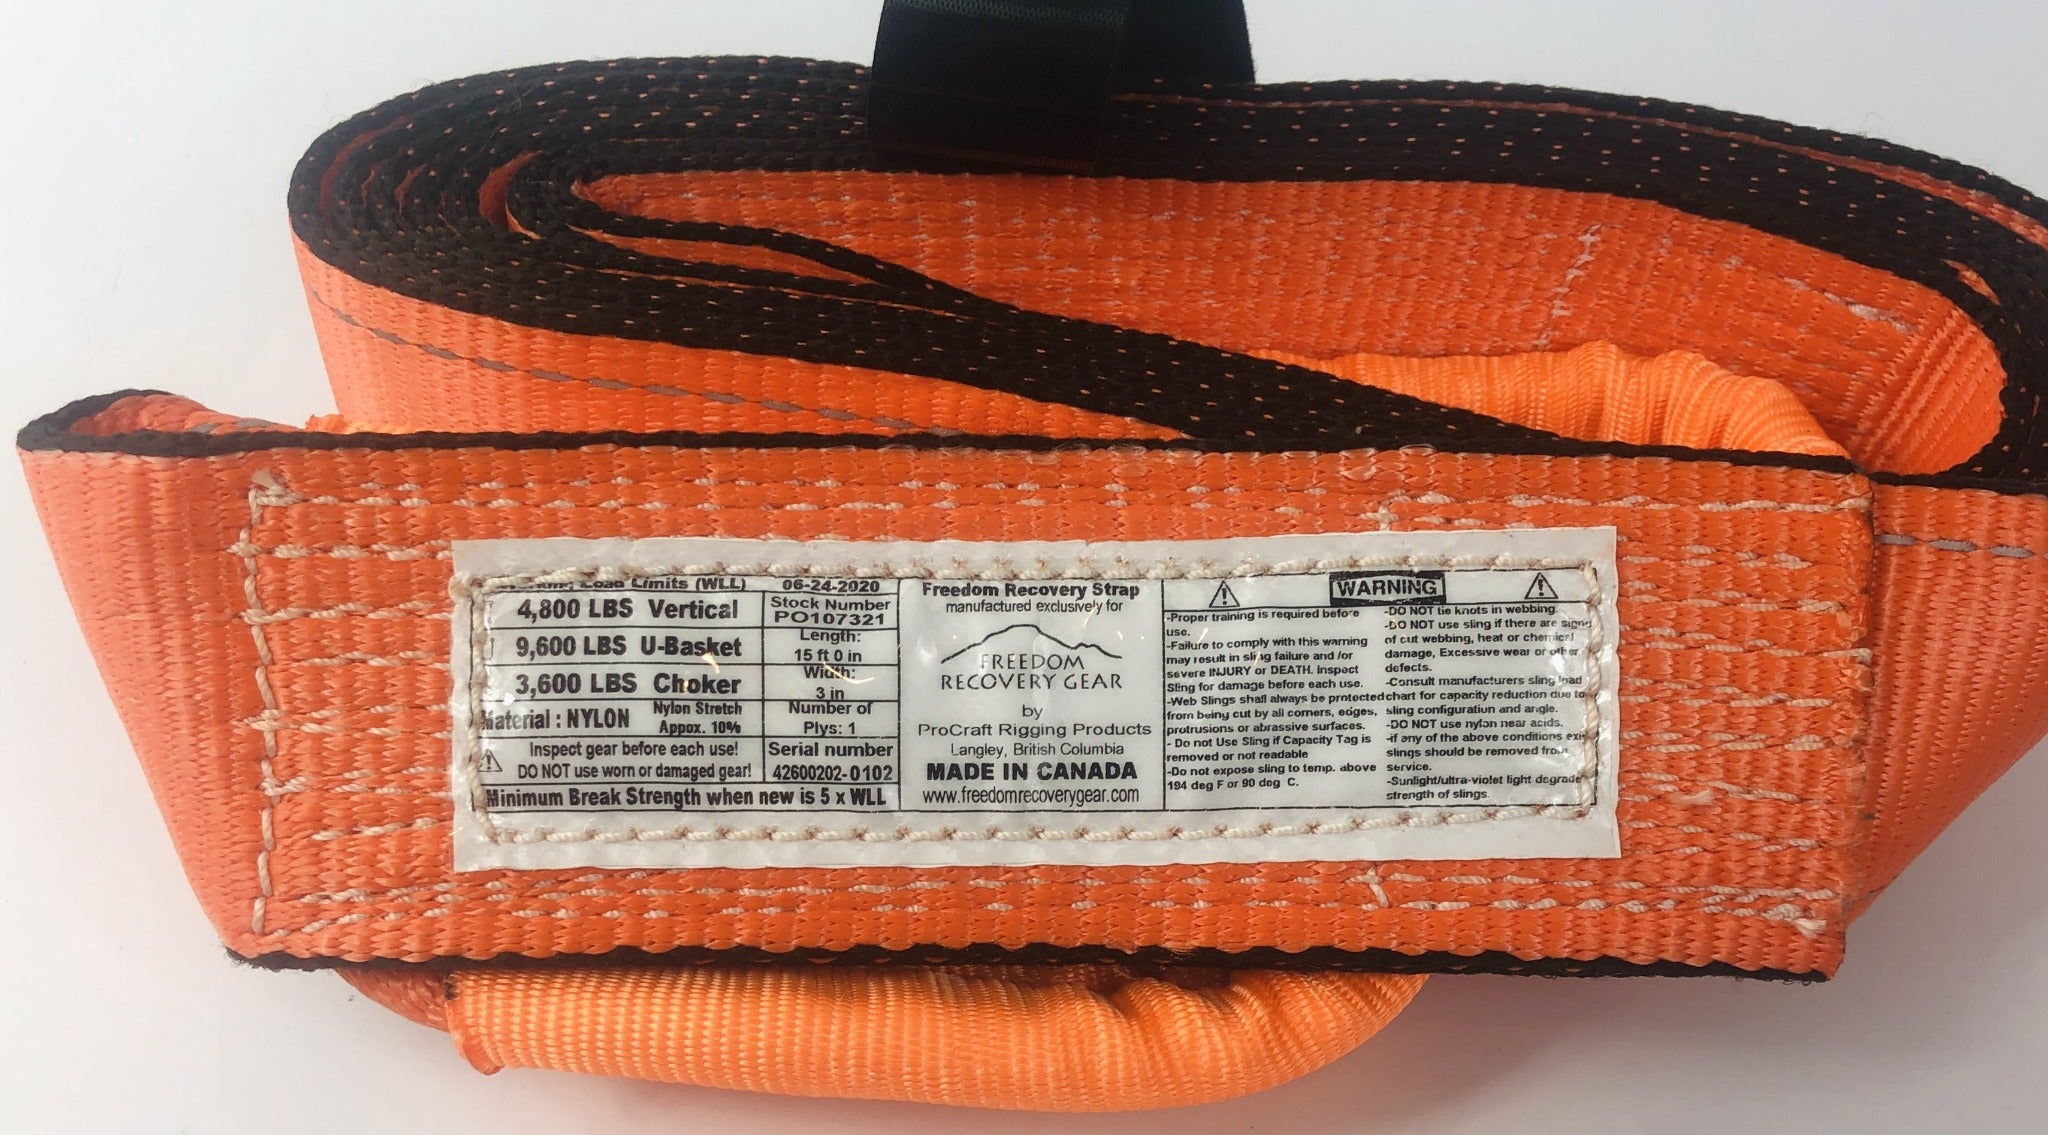 Load Limits (WLL)
4,800 LBS Vertical
9,600 LBS U-Basket
3,600 LBS Choker
Material : NYLON
Nylon Stretch
Appox. 10%
Inspect gear before each use!
DO NOT use worn or damaged gear!
Minimum Break Strength when new is 5 x WLL
06-24-2020
Stock Number
PO107321
Length:
15 ft 0 in
Width:
3 in
Number of
Plys: 1
Serial number
42600202-0102
Freedom Recovery Strap
manufactured exclusively for
FREEDOM
RECOVERY GEAR
by
ProCraft Rigging Products
Langley, British Columbia
MADE IN CANADA
www.freedomrecoverygear.com
WARNING
-Proper training is required before
use.
-Failure to comply with this warning
may result in sling failure and /or
severe INJURY or DEATH. Inspect
Sling for damage before each use.
-Web Slings shall always be protected
from being cut by all corners, edges,
protrusions or abrasive surfaces.
- Do not Use Sling if Capacity Tag is
removed or not readable
-Do not expose sling to temp. above
194 deg F or 90 deg C.
-DO NOT tie knots in webbing.
-DO NOT use sling if there are signs
of cut webbing, heat or chemical
damage, Excessive wear or other
defects.
-Consult manufacturers sling load
chart for capacity reduction due to
sling configuration and angle.
-DO NOT use nylon near acids.
-if any of the above conditions
slings should be removed from
service.
-Sunlight/ultra-violet light degrade
strength of slings.